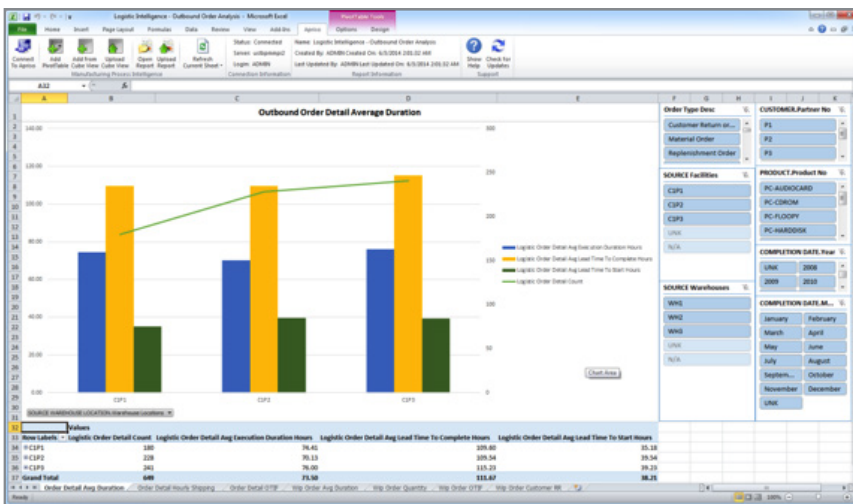 Logistic Intelligence - Outbound Order Analysis - Microsoft Excel
PivotTable Tools
File Home Insert Page Layout Formulas Data Review View Add-Ins Apriso Options Design
Connect To Apriso
Add PivotTable
Add from Cube View
Upload Cube View
Open Report
Upload Report
Refresh Current Sheet
Status: Connected
Login: ADMIN
Name: Logistic Intelligence - Outbound Order Analysis
Created By: ADMIN Created On: 6/3/2014 2:01:32 AM
Last Updated By: ADMIN Last Updated On: 6/3/2014 2:01:32 AM
Show Help
Check for Updates
Manufacturing Process Intelligence
Connection Information
Report Information
Support
A32
fx
A B C D E F G H I J K
Outbound Order Detail Average Duration
140.00
120.00
100.00
80.00
60.00
40.00
20.00
0.00
300
250
200
150
100
50
0
C1P1 C1P2 C1P3
Logistic Order Detail Avg Execution Duration Hours
Logistic Order Detail Avg Lead Time To Complete Hours
Logistic Order Detail Avg Lead Time To Start Hours
Logistic Order Detail Count
Chart Area
SOURCE WAREHOUSE LOCATION.Warehouse Locations
Order Type Desc
Customer Return or...
Material Order
Replenishment Order
SOURCE Facilities
C1P1
C1P2
C1P3
UNK
N/A
SOURCE Warehouses
WH1
WH2
WH3
UNK
N/A
CUSTOMER.Partner No
P1
P2
P3
PRODUCT.Product No
PC-AUDIOCARD
PC-CDROM
PC-FLOOPY
PC-HARDDISK
COMPLETION DATE.Year
UNK 2008
2009 2010
COMPLETION DATE.M...
January February
March April
May June
July August
Septem... October
November December
UNK
Values
Row Labels Logistic Order Detail Count Logistic Order Detail Avg Execution Duration Hours Logistic Order Detail Avg Lead Time To Complete Hours Logistic Order Detail Avg Lead Time To Start Hours
C1P1 180 74.41 109.60 35.18
C1P2 228 70.13 109.54 39.54
C1P3 241 76.00 115.23 39.23
Grand Total 649 73.50 111.67 38.21
Order Detail Avg Duration Order Detail Hourly Shipping Order Detail OTIF Wip Order Avg Duration Wip Order Quantity Wip Order OTIF Wip Order Customer RR
Ready
100%